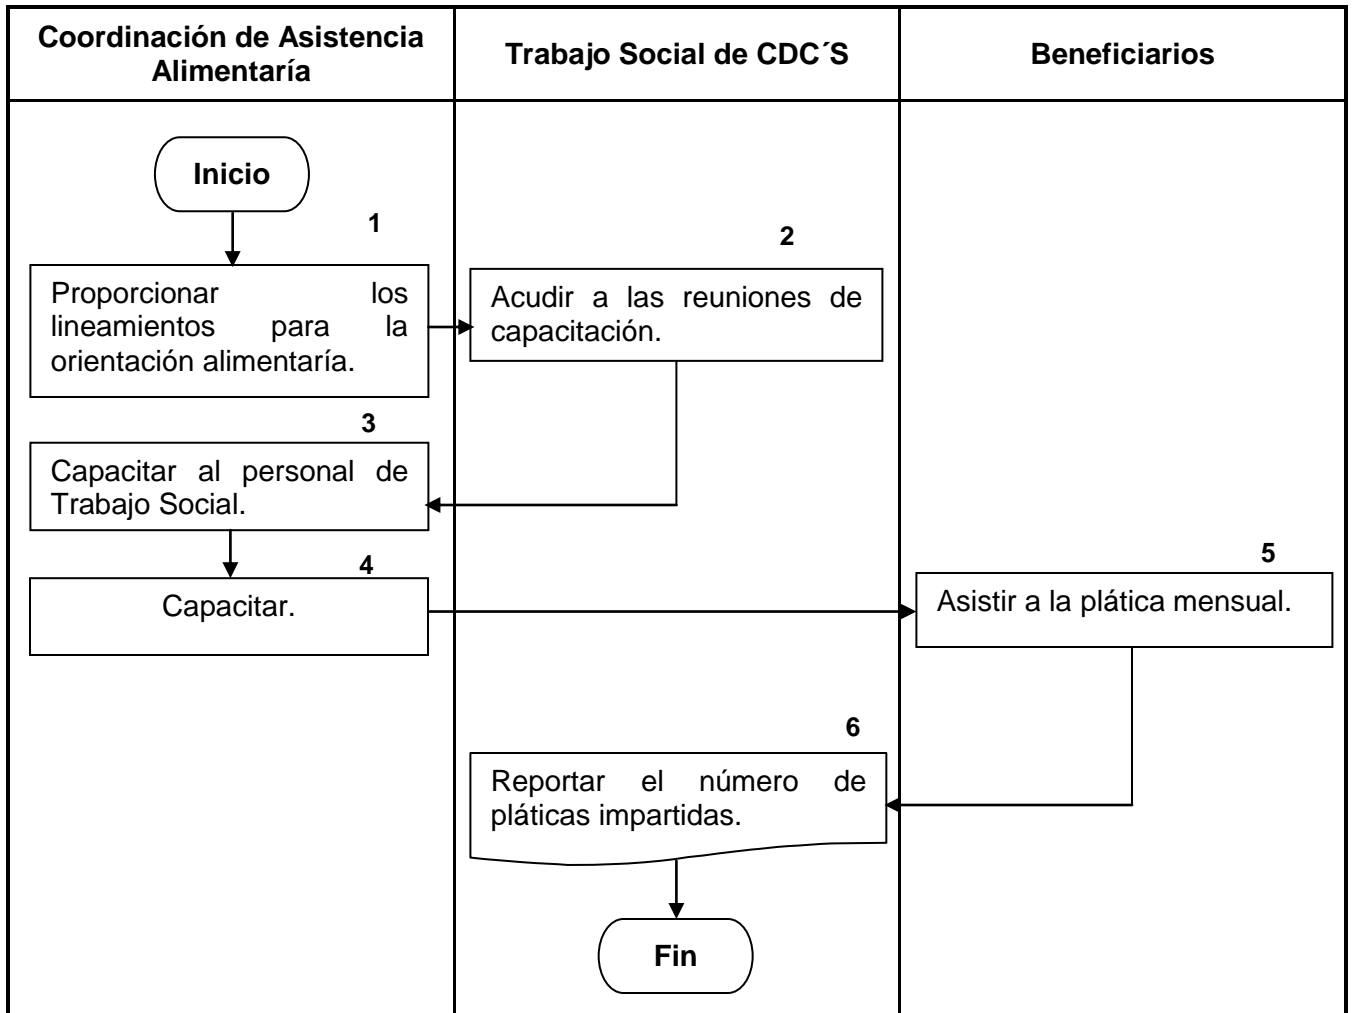 Coordinación de Asistencia
Alimentaría
Trabajo Social de CDC´S
Beneficiarios
Inicio
1
Proporcionar los
lineamientos para la
orientación alimentaría.
2
Acudir a las reuniones de
capacitación.
3
Capacitar al personal de
Trabajo Social.
4
Capacitar.
5
Asistir a la plática mensual.
6
Reportar el número de
pláticas impartidas.
Fin